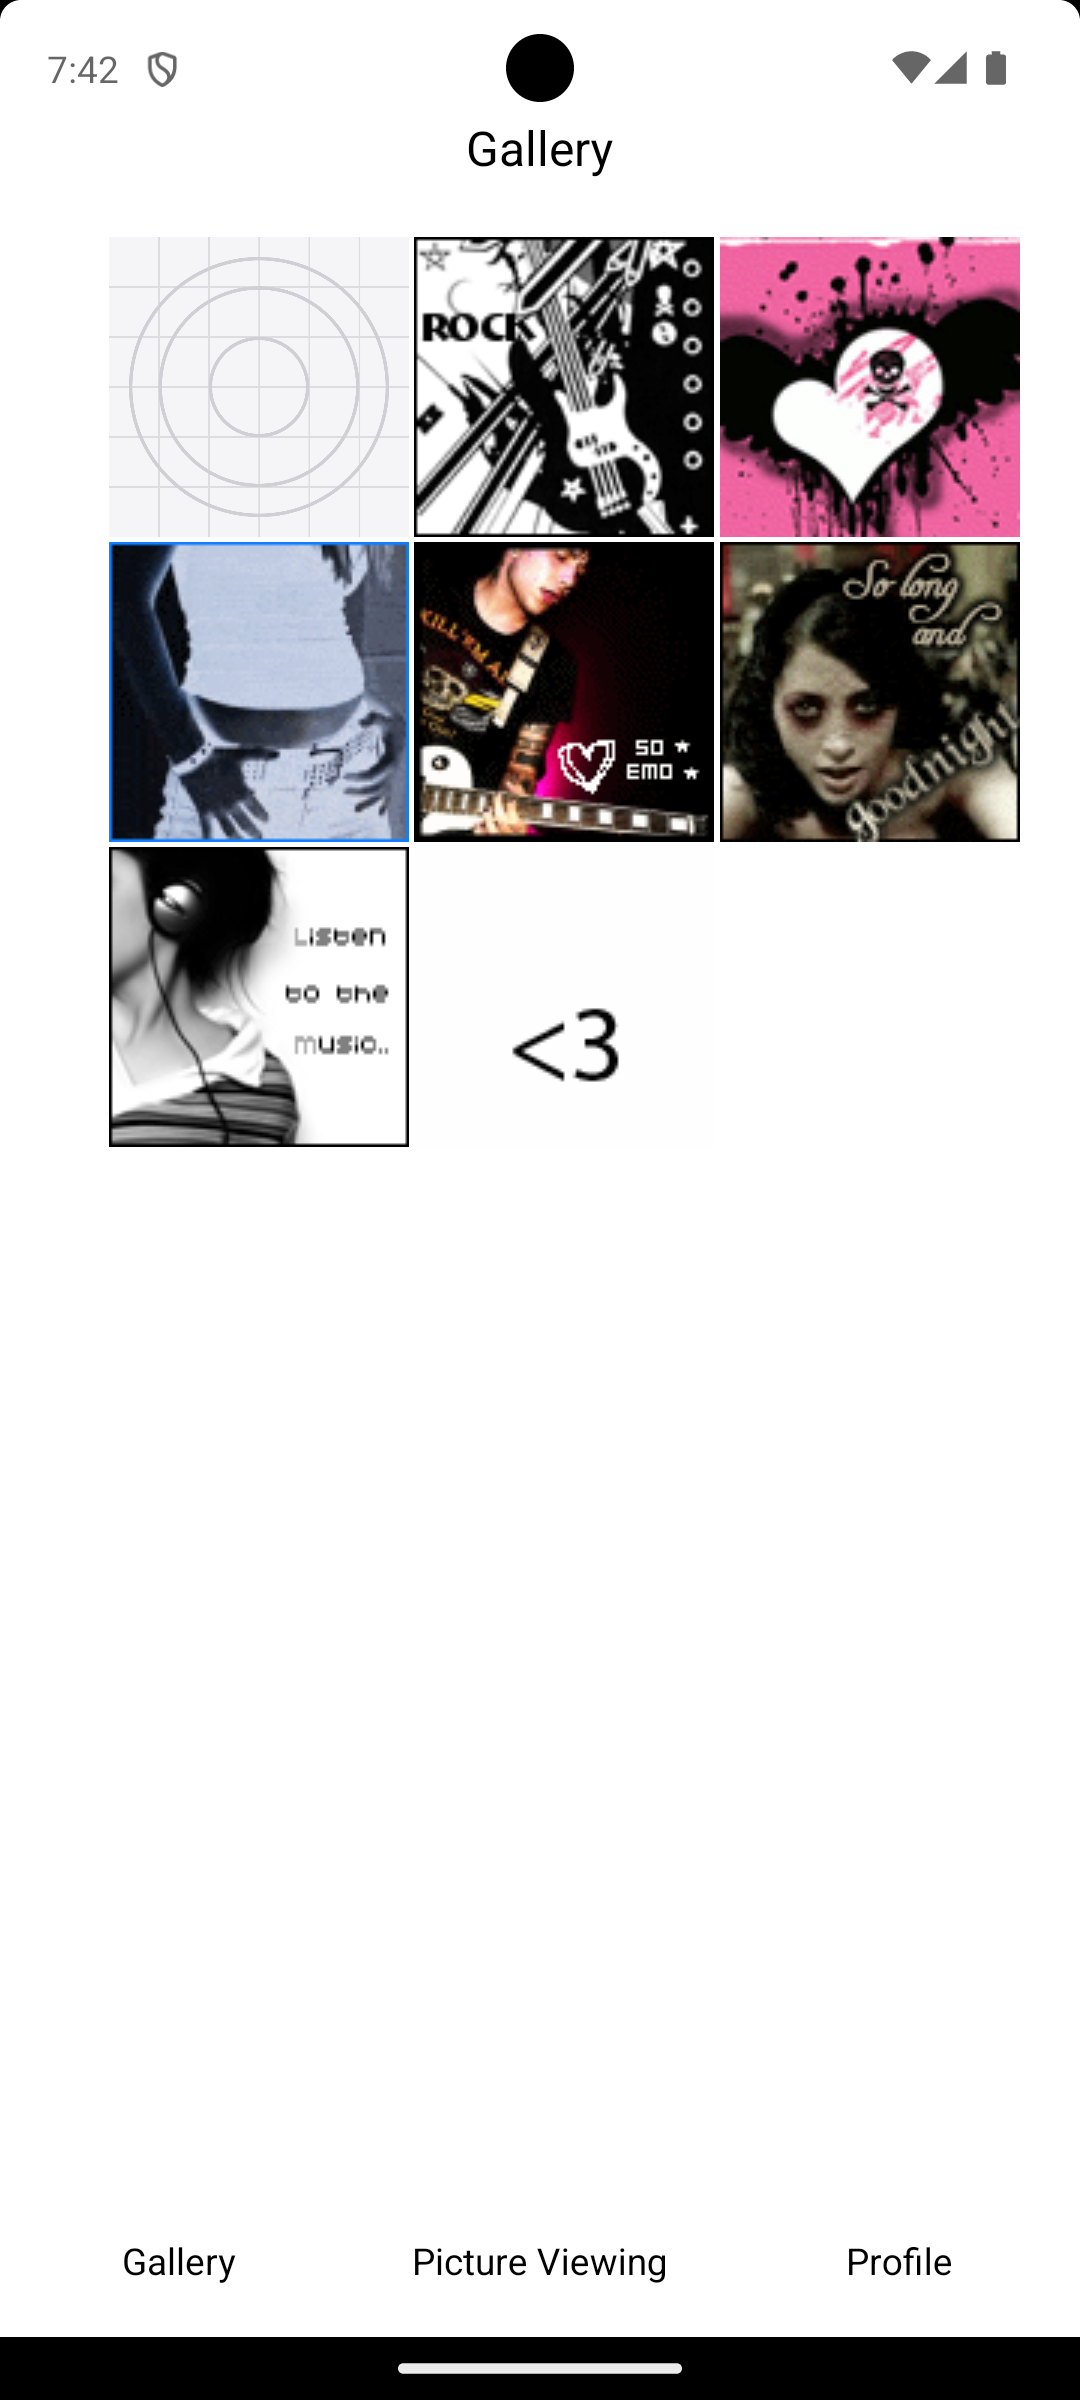 7:42
Gallery
ROCK
KILL 'EM A
SO
EMO
So long
and
goodnight
Listen
to the
music..
<3
Gallery
Picture Viewing
Profile